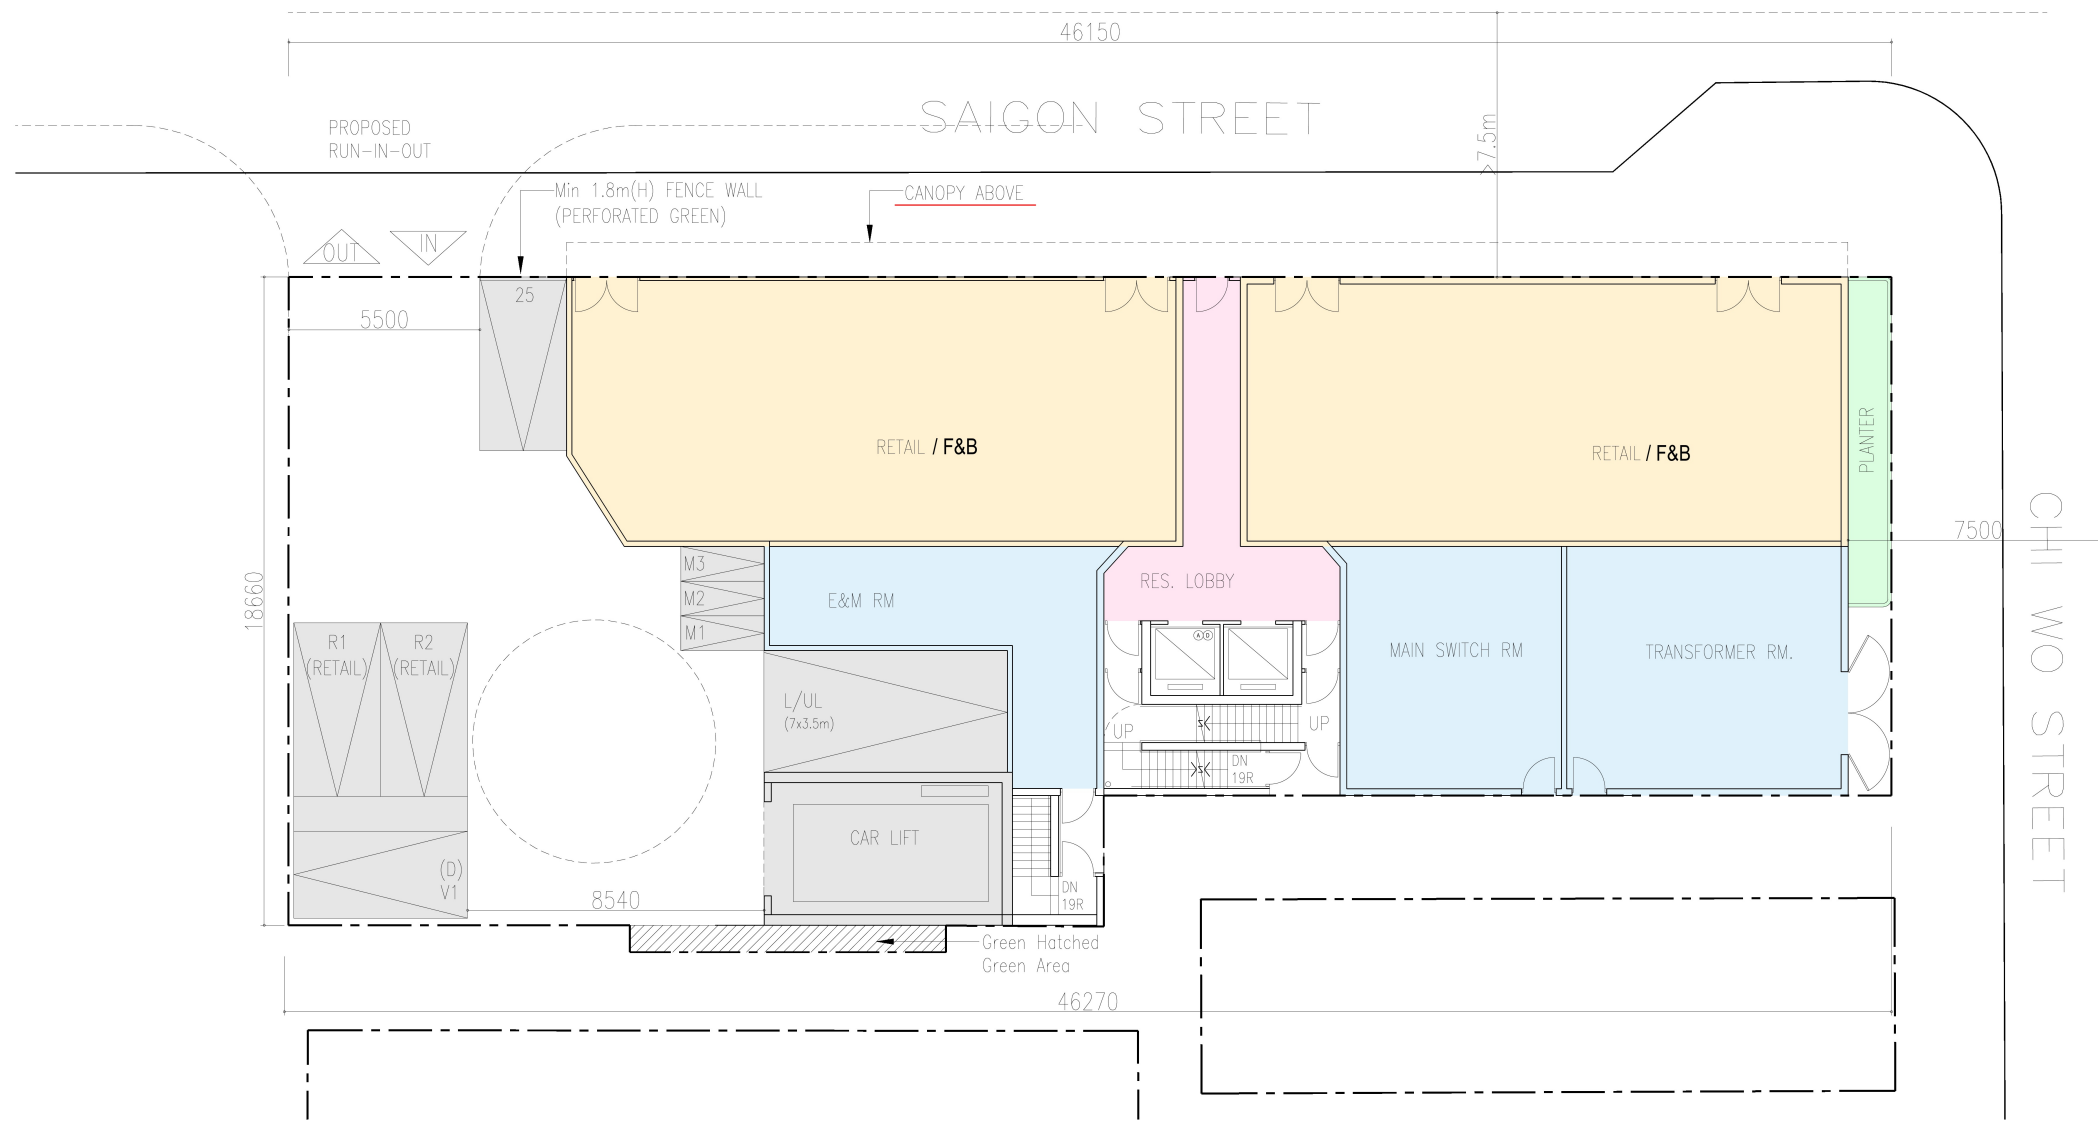 46150
SAIGON STREET
PROPOSED
RUN-IN-OUT
>7.5m
Min 1.8m(H) FENCE WALL
(PERFORATED GREEN)
CANOPY ABOVE
OUT
IN
25
5500
RETAIL / F&B
RETAIL / F&B
PLANTER
7500
CHI WO STREET
18660
M3
M2
M1
E&M RM
RES. LOBBY
R1
(RETAIL)
R2
(RETAIL)
A D
MAIN SWITCH RM
TRANSFORMER RM.
L/UL
(7x3.5m)
UP
UP
DN
19R
CAR LIFT
(D)
V1
8540
DN
19R
Green Hatched
Green Area
46270